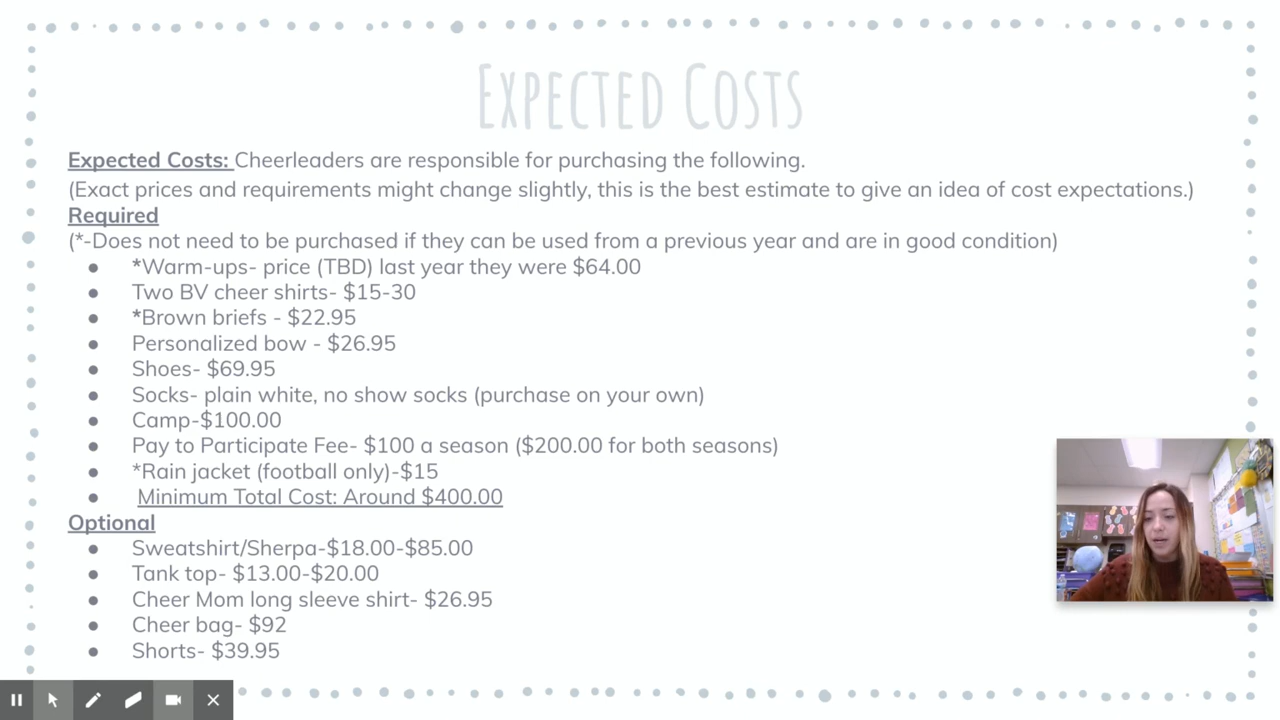 Expected Costs
Expected Costs: Cheerleaders are responsible for purchasing the following.
(Exact prices and requirements might change slightly, this is the best estimate to give an idea of cost expectations.)
Required
(*-Does not need to be purchased if they can be used from a previous year and are in good condition)
● *Warm-ups- price (TBD) last year they were $64.00
● Two BV cheer shirts- $15-30
● *Brown briefs - $22.95
● Personalized bow - $26.95
● Shoes- $69.95
● Socks- plain white, no show socks (purchase on your own)
● Camp-$100.00
● Pay to Participate Fee- $100 a season ($200.00 for both seasons)
● *Rain jacket (football only)-$15
● Minimum Total Cost: Around $400.00
Optional
● Sweatshirt/Sherpa-$18.00-$85.00
● Tank top- $13.00-$20.00
● Cheer Mom long sleeve shirt- $26.95
● Cheer bag- $92
● Shorts- $39.95